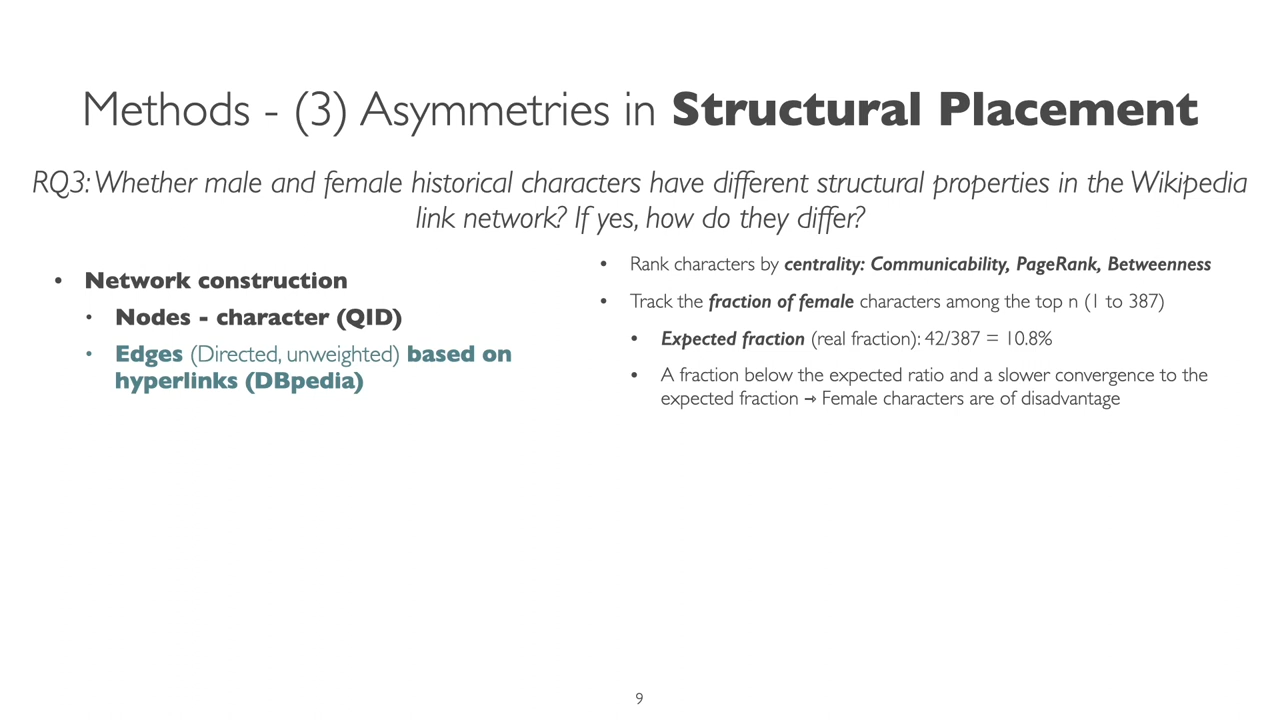 Methods - (3) Asymmetries in Structural Placement
RQ3: Whether male and female historical characters have different structural properties in the Wikipedia
link network? If yes, how do they differ?
• Network construction
• Nodes - character (QID)
• Edges (Directed, unweighted) based on
hyperlinks (DBpedia)
• Rank characters by centrality: Communicability, PageRank, Betweenness
• Track the fraction of female characters among the top n (1 to 387)
• Expected fraction (real fraction): 42/387 = 10.8%
• A fraction below the expected ratio and a slower convergence to the
expected fraction → Female characters are of disadvantage
9